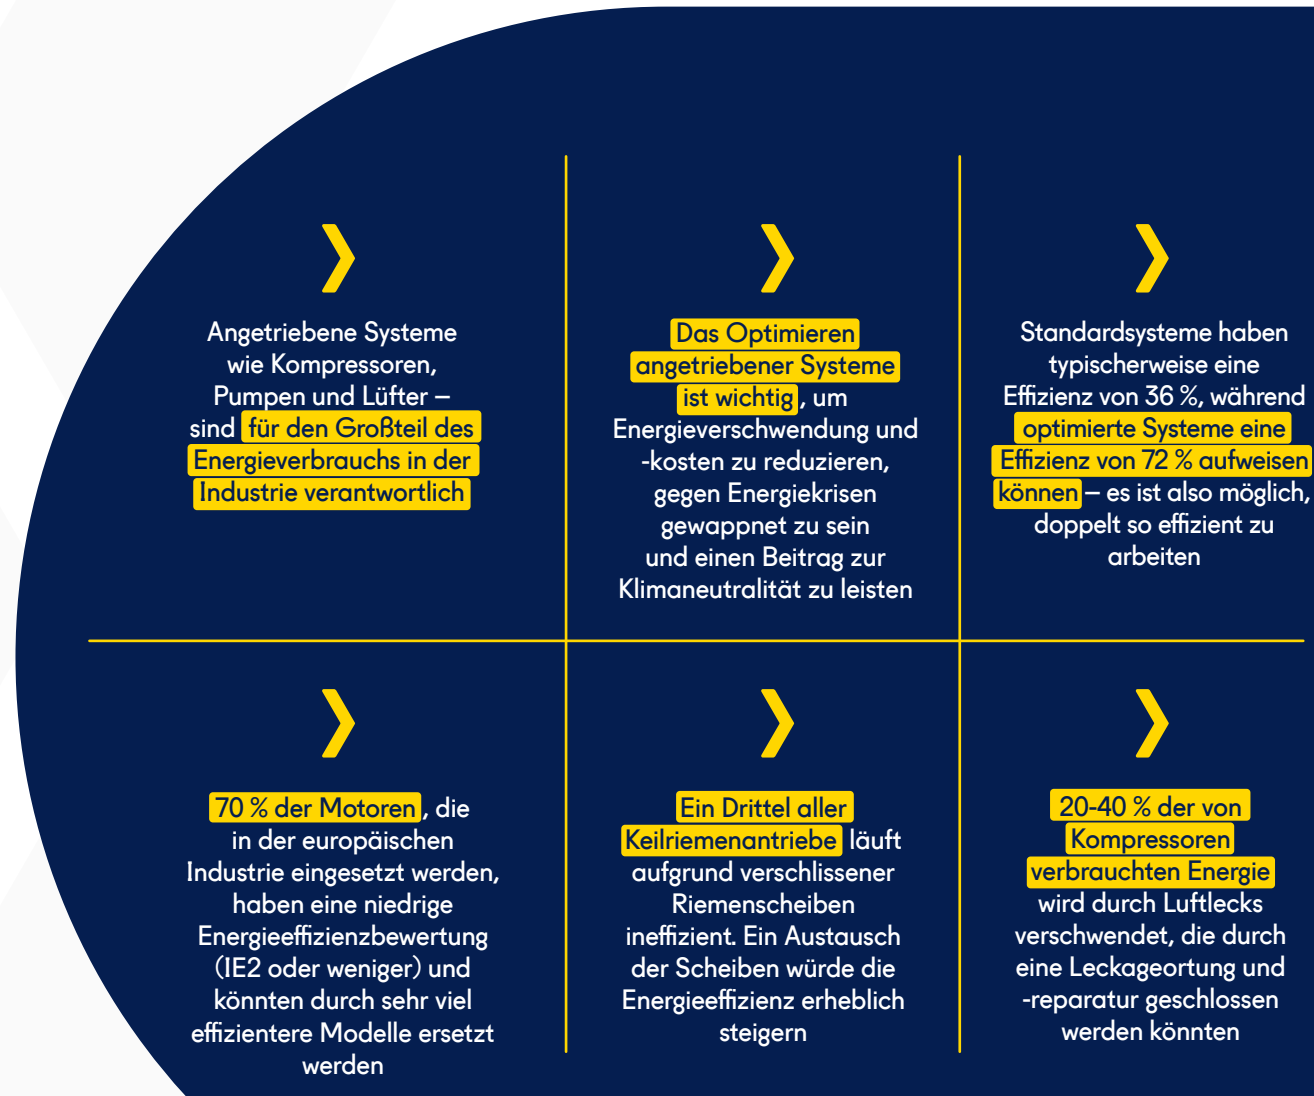 Angetriebene Systeme
wie Kompressoren,
Pumpen und Lüfter –
sind für den Großteil des
Energieverbrauchs in der
Industrie verantwortlich
Das Optimieren
angetriebener Systeme
ist wichtig, um
Energieverschwendung und
-kosten zu reduzieren,
gegen Energiekrisen
gewappnet zu sein
und einen Beitrag zur
Klimaneutralität zu leisten
Standardsysteme haben
typischerweise eine
Effizienz von 36 %, während
optimierte Systeme eine
Effizienz von 72 % aufweisen
können – es ist also möglich,
doppelt so effizient zu
arbeiten
70 % der Motoren, die
in der europäischen
Industrie eingesetzt werden,
haben eine niedrige
Energieeffizienzbewertung
(IE2 oder weniger) und
könnten durch sehr viel
effizientere Modelle ersetzt
werden
Ein Drittel aller
Keilriemenantriebe läuft
aufgrund verschlissener
Riemenscheiben
ineffizient. Ein Austausch
der Scheiben würde die
Energieeffizienz erheblich
steigern
20-40 % der von
Kompressoren
verbrauchten Energie
wird durch Luftlecks
verschwendet, die durch
eine Leckageortung und
-reparatur geschlossen
werden könnten